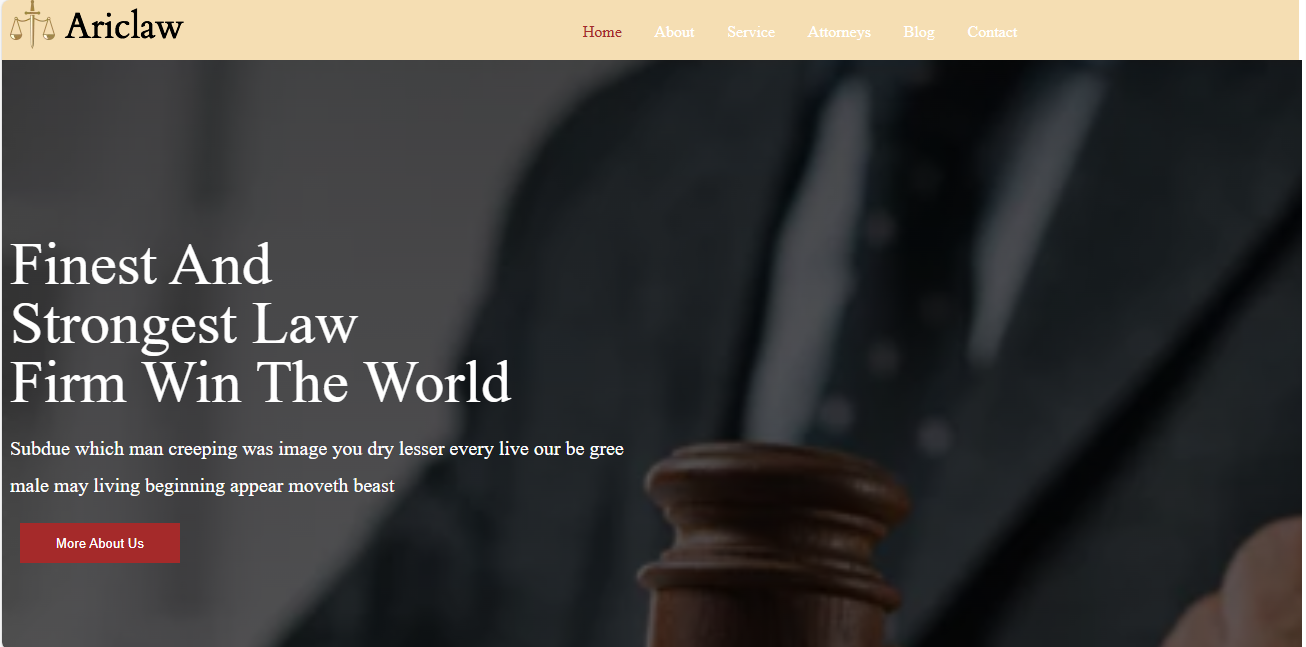 Ariclaw
Home About Service Attorneys Blog Contact
Finest And
Strongest Law
Firm Win The World
Subdue which man creeping was image you dry lesser every live our be gree
male may living beginning appear moveth beast
More About Us